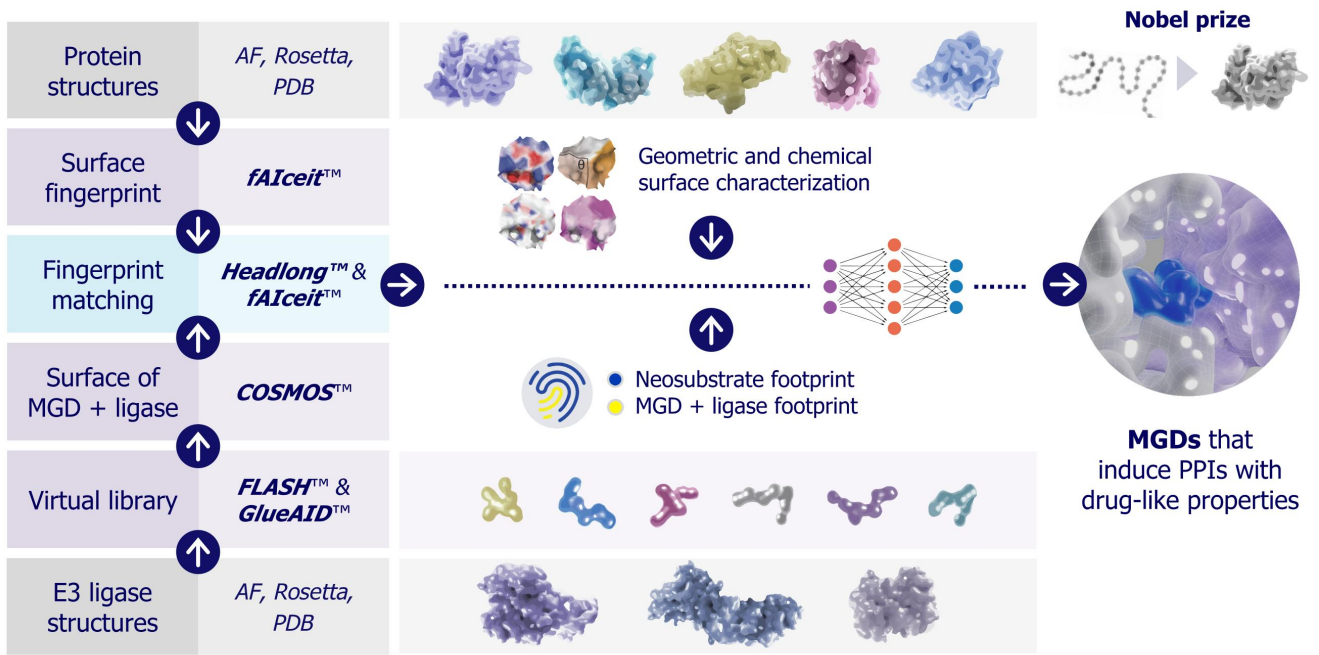 Protein
structures
AF, Rosetta,
PDB
Nobel prize
Surface
fingerprint
fAIceit™
Geometric and chemical
surface characterization
θ
Fingerprint
matching
Headlong™ &
fAIceit™
Surface of
MGD + ligase
COSMOS™
Neosubstrate footprint
MGD + ligase footprint
MGDs that
induce PPIs with
drug-like properties
Virtual library
FLASH™ &
GlueAID™
E3 ligase
structures
AF, Rosetta,
PDB